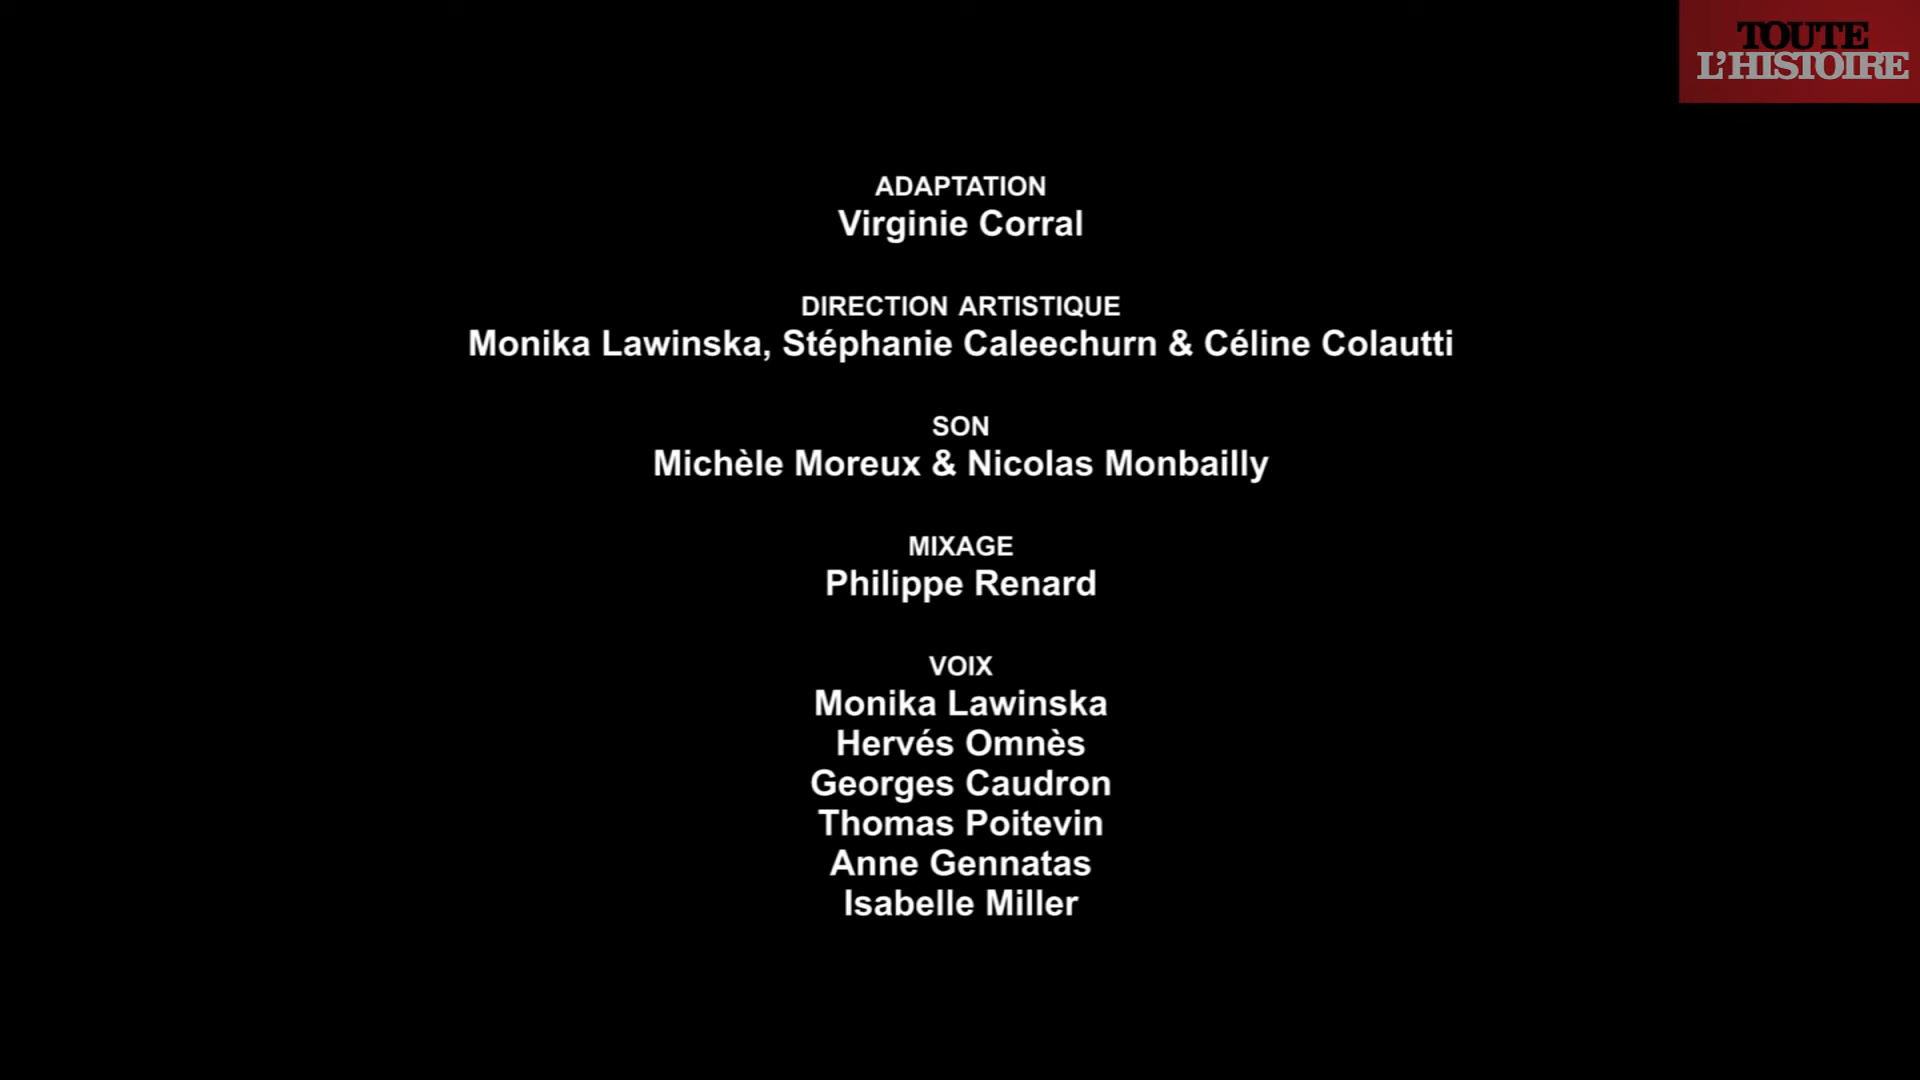 TOUTE
L'HISTOIRE
ADAPTATION
Virginie Corral
DIRECTION ARTISTIQUE
Monika Lawinska, Stéphanie Caleechurn & Céline Colautti
SON
Michèle Moreux & Nicolas Monbailly
MIXAGE
Philippe Renard
VOIX
Monika Lawinska
Hervés Omnès
Georges Caudron
Thomas Poitevin
Anne Gennatas
Isabelle Miller